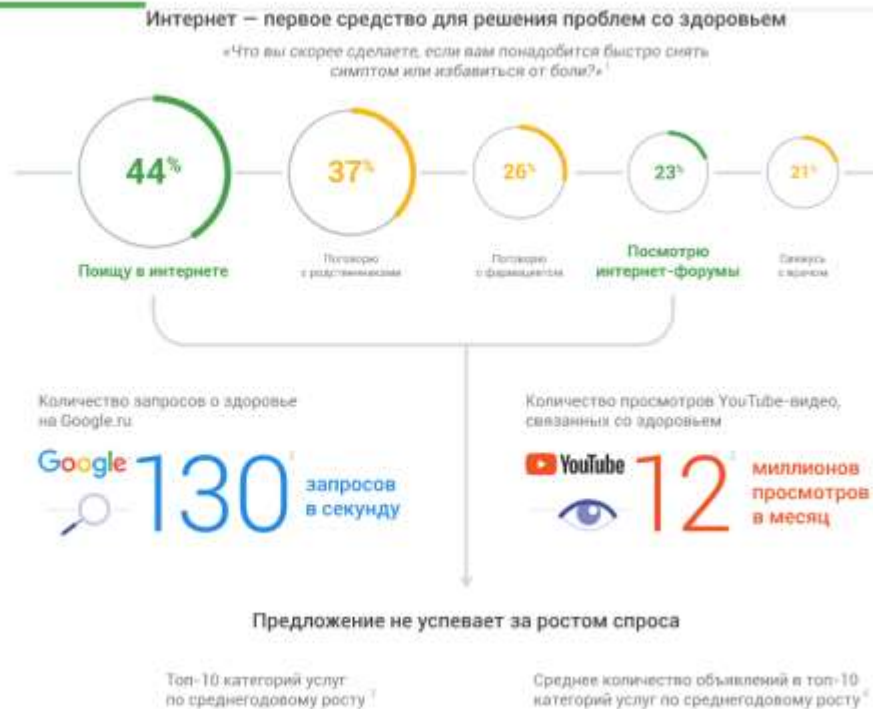 Интернет — первое средство для решения проблем со здоровьем
«Что вы скорее сделаете, если вам понадобится быстро снять
симптом или избавиться от боли?» 1
44%
37%
26%
23%
21%
Поищу в интернете
Поговорю
с родственниками
Поговорю
с фармацевтом
Посмотрю
интернет-форумы
Свяжусь
с врачом
Количество запросов о здоровье
на Google.ru
Google
130
запросов
в секунду
Количество просмотров YouTube-видео,
связанных со здоровьем
YouTube
12
миллионов
просмотров
в месяц
Предложение не успевает за ростом спроса
Топ-10 категорий услуг
по среднегодовому росту
Среднее количество объявлений в топ-10
категорий услуг по среднегодовому росту